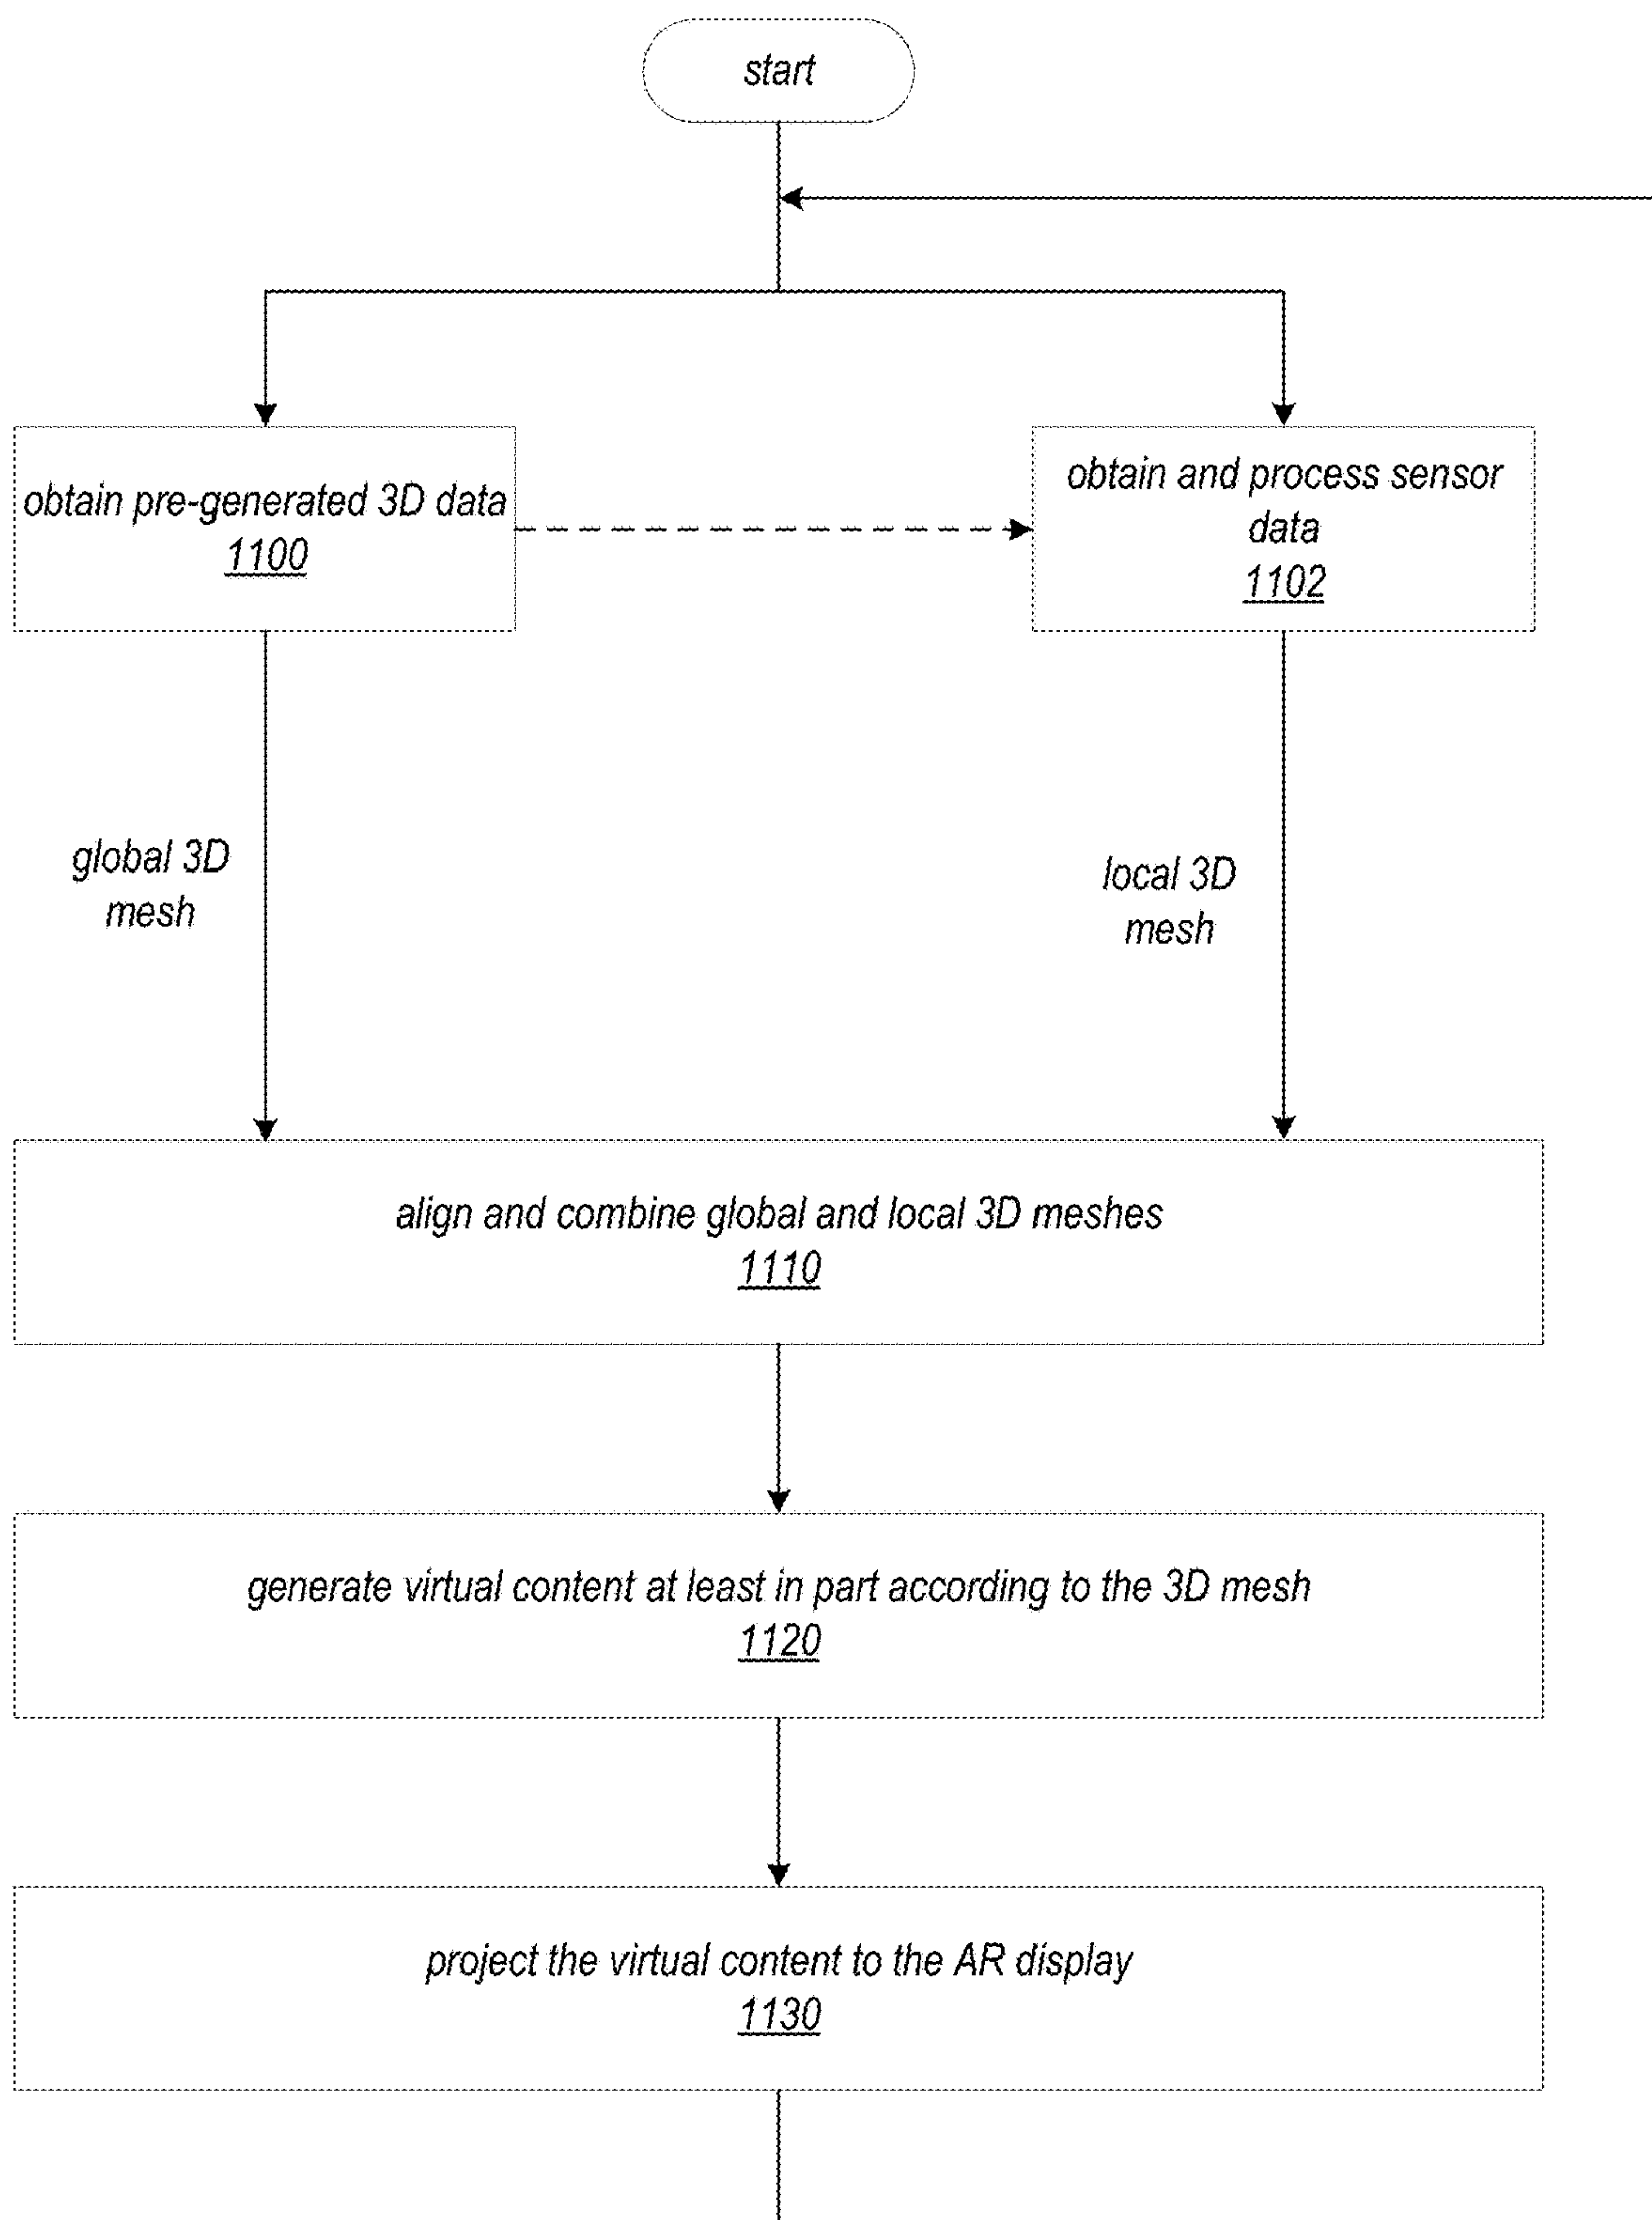 start
obtain pre-generated 3D data
1100
obtain and process sensor
data
1102
global 3D
mesh
local 3D
mesh
align and combine global and local 3D meshes
1110
generate virtual content at least in part according to the 3D mesh
1120
project the virtual content to the AR display
1130